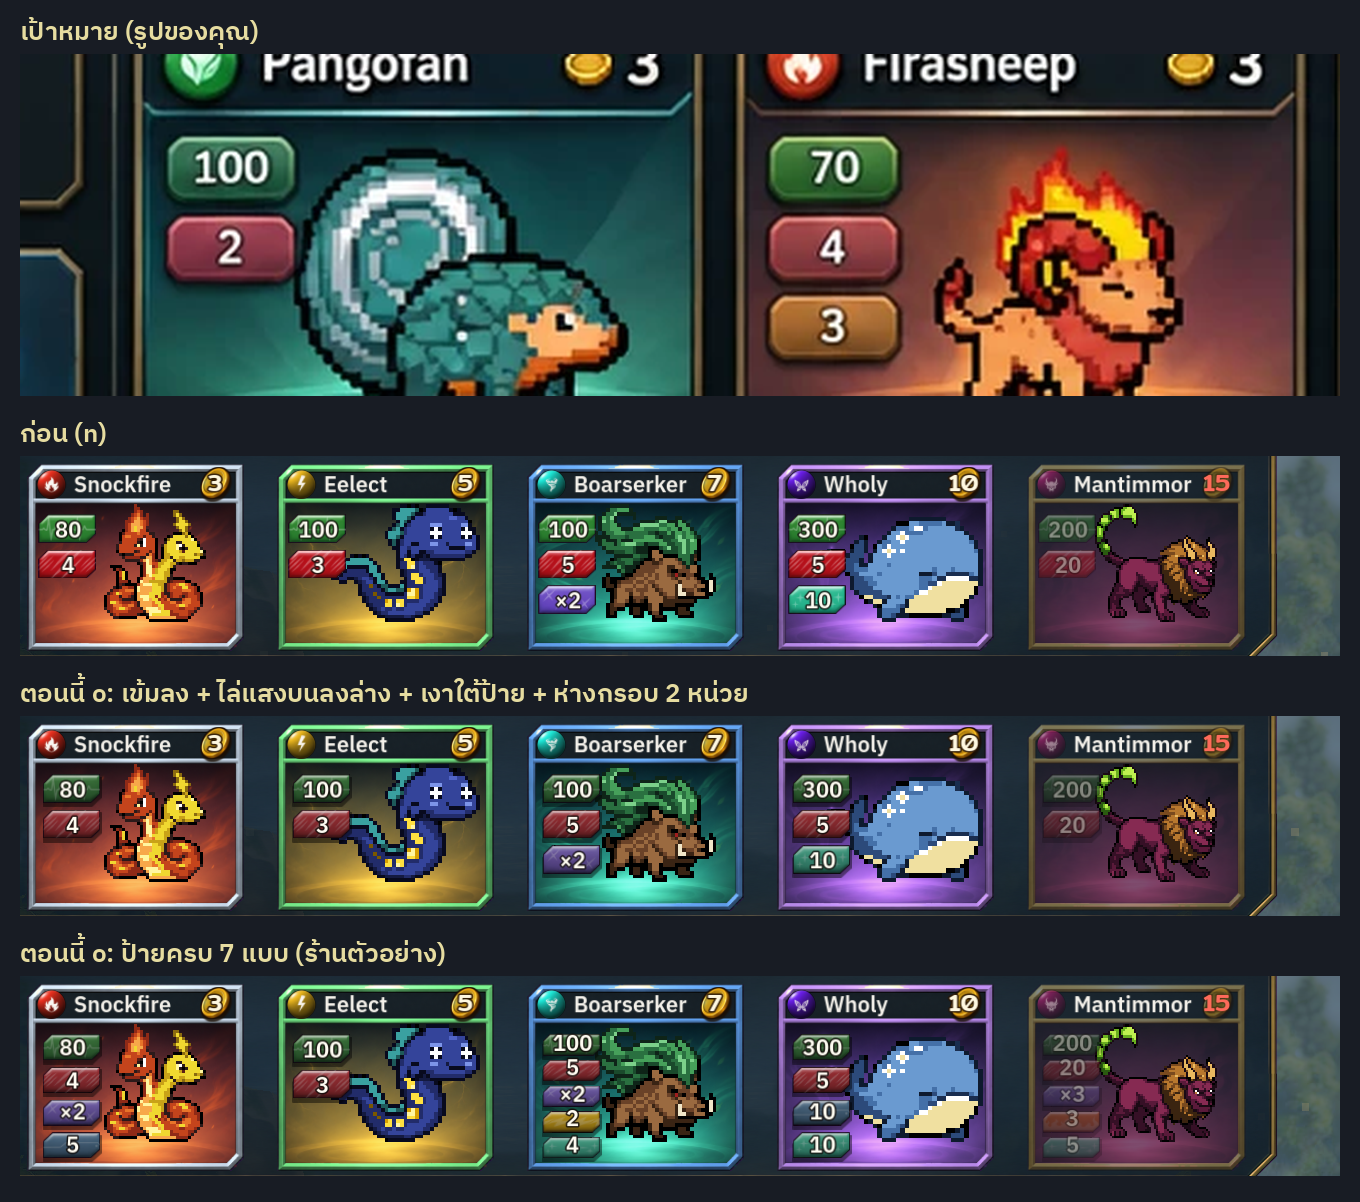 เป้าหมาย (รูปของคุณ)
Pangofan 3 Firasheep 3
100 70
2 4
3
ก่อน (n)
Snockfire 3 Eelect 5 Boarserker 7 Wholy 10 Mantimmor 15
80 100 100 300 200
4 3 5 5 20
×2 10
ตอนนี้ o: เข้มลง + ไล่แสงบนลงล่าง + เงาใต้ป้าย + ห่างกรอบ 2 หน่วย
Snockfire 3 Eelect 5 Boarserker 7 Wholy 10 Mantimmor 15
80 100 100 300 200
4 3 5 5 20
×2 10
ตอนนี้ o: ป้ายครบ 7 แบบ (ร้านตัวอย่าง)
Snockfire 3 Eelect 5 Boarserker 7 Wholy 10 Mantimmor 15
80 100 100 300 200
4 3 5 5 20
×2 ×2 10 ×3
5 2 10 3
4 5